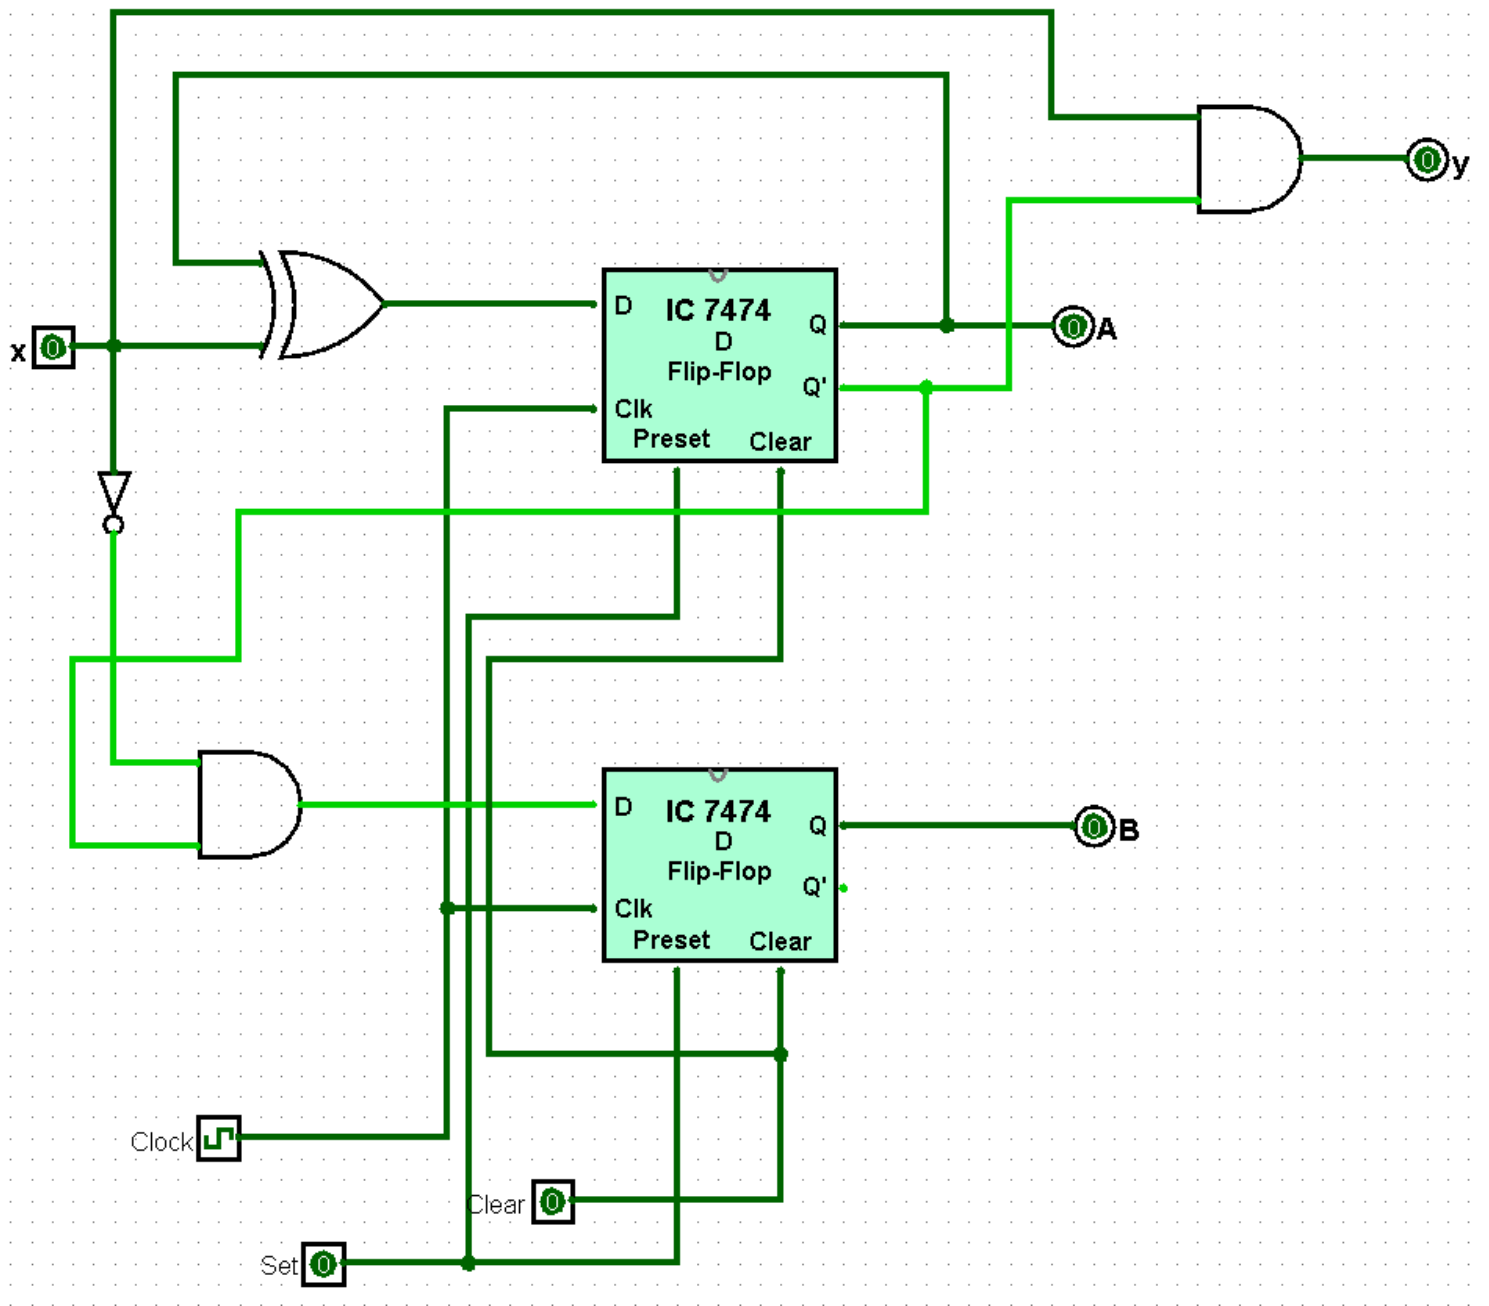 0 y
D IC 7474 Q
D
Flip-Flop
Q'
Clk
Preset Clear
0 A
x 0
D IC 7474 Q
D
Flip-Flop
Q'
Clk
Preset Clear
0 B
Clock
Clear 0
Set 0